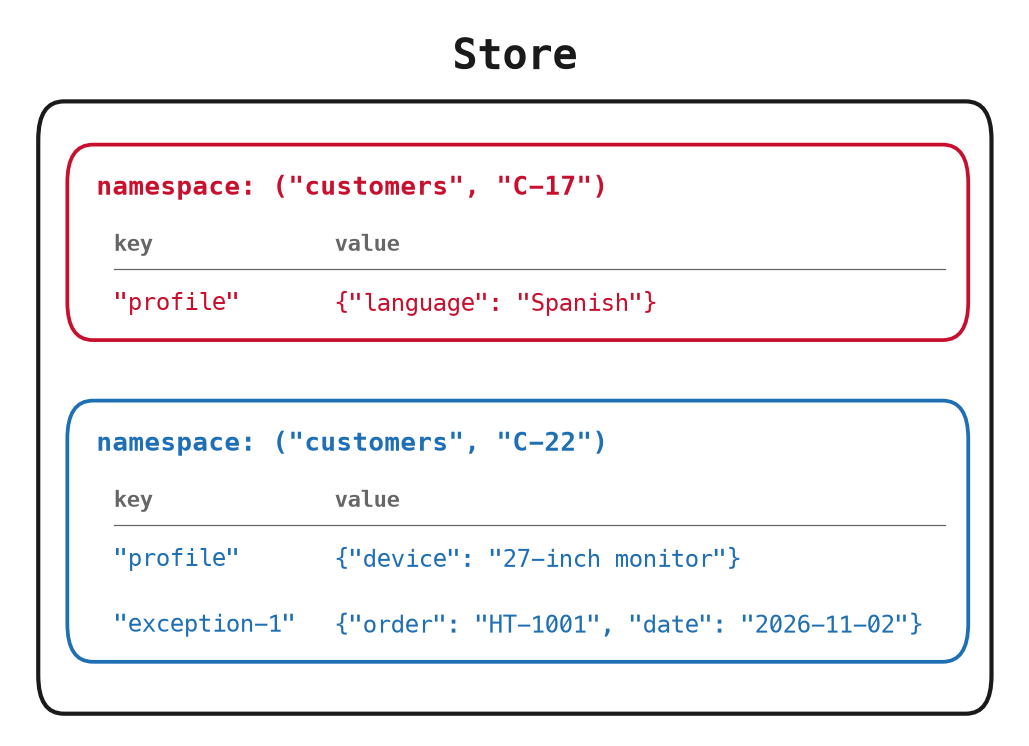 Store
namespace: ("customers", "C-17")
key value
"profile" {"language": "Spanish"}
namespace: ("customers", "C-22")
key value
"profile" {"device": "27-inch monitor"}
"exception-1" {"order": "HT-1001", "date": "2026-11-02"}